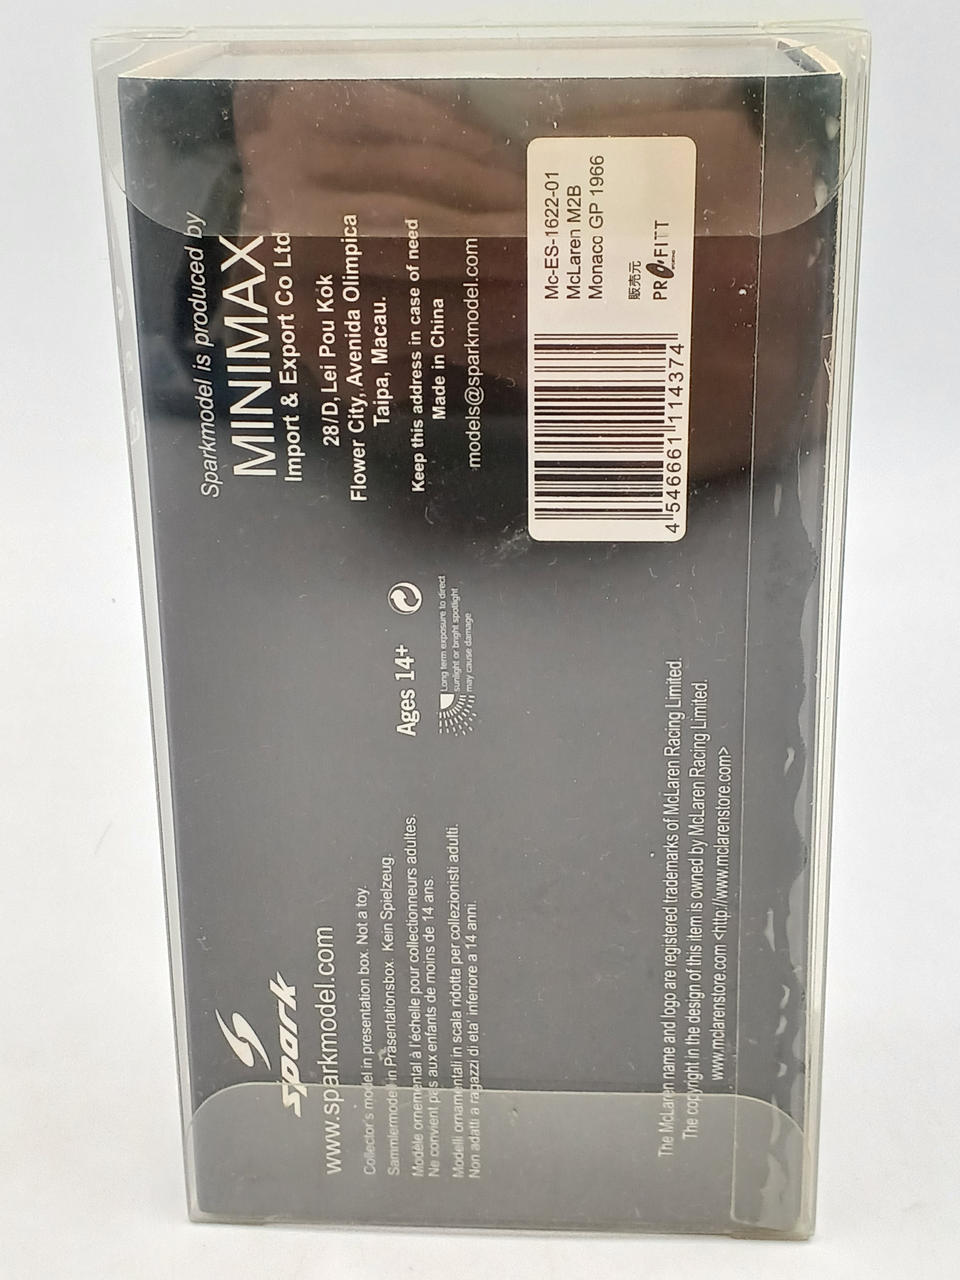 Spark
www.sparkmodel.com
Collector's model in presentation box. Not a toy.
Sammlermodel in Präsentationsbox. Kein Spielzeug.
Modèle ornemental à l'échelle pour collectionneurs adultes.
Ne convient pas aux enfants de moins de 14 ans.
Modelli ornamentali in scala ridotta per collezionisti adulti.
Non adatti a ragazzi di eta' inferiore a 14 anni.
Ages 14+
Long term exposure to direct
sunlight or bright spotlight
may cause damage
Sparkmodel is produced by
MINIMAX
Import & Export Co Ltd
28/D, Lei Pou Kok
Flower City, Avenida Olimpica
Taipa, Macau.
Keep this address in case of need
Made in China
models@sparkmodel.com
Mc-ES-1622-01
McLaren M2B
Monaco GP 1966
販売元
PROFITT
4 546661 114374
The McLaren name and logo are registered trademarks of McLaren Racing Limited.
The copyright in the design of this item is owned by McLaren Racing Limited.
www.mclarenstore.com <http://www.mclarenstore.com>